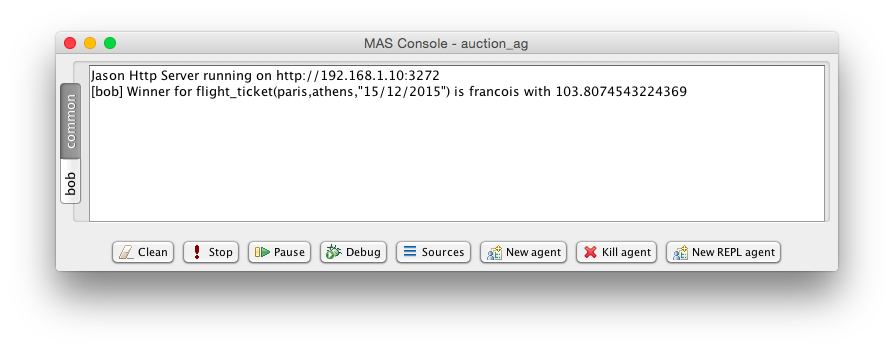 MAS Console - auction_ag
Jason Http Server running on http://192.168.1.10:3272
[bob] Winner for flight_ticket(paris,athens,"15/12/2015") is francois with 103.8074543224369
common
bob
Clean Stop Pause Debug Sources New agent Kill agent New REPL agent